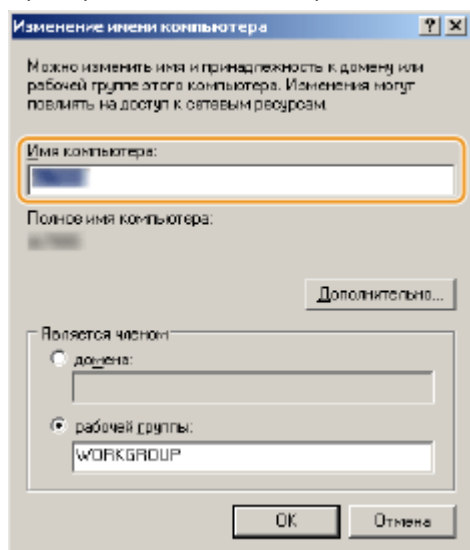 Изменение имени компьютера
Можно изменить имя и принадлежность к домену или
рабочей группе этого компьютера. Изменения могут
повлиять на доступ к сетевым ресурсам.
Имя компьютера:
Полное имя компьютера:
Дополнительно...
Является членом
домена:
рабочей группы:
WORKGROUP
OK
Отмена